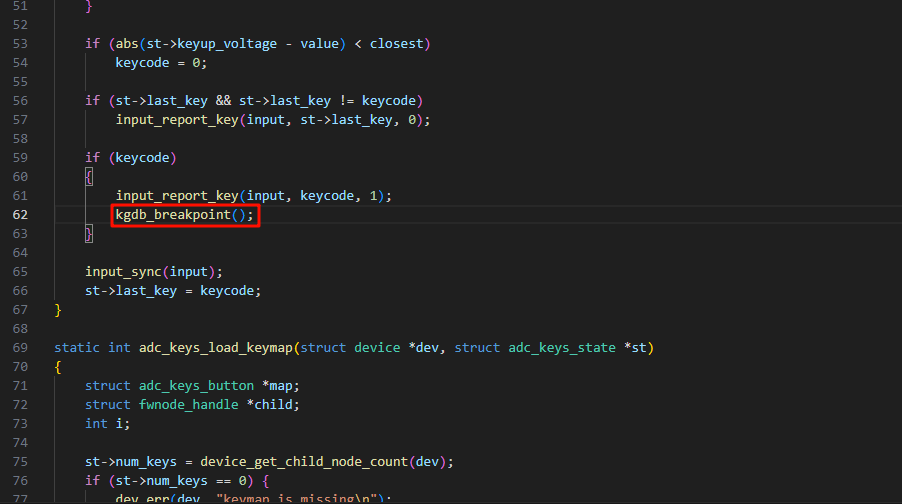 51 }
52
53 if (abs(st->keyup_voltage - value) < closest)
54 keycode = 0;
55
56 if (st->last_key && st->last_key != keycode)
57 input_report_key(input, st->last_key, 0);
58
59 if (keycode)
60 {
61 input_report_key(input, keycode, 1);
62 kgdb_breakpoint();
63 }
64
65 input_sync(input);
66 st->last_key = keycode;
67 }
68
69 static int adc_keys_load_keymap(struct device *dev, struct adc_keys_state *st)
70 {
71 struct adc_keys_button *map;
72 struct fwnode_handle *child;
73 int i;
74
75 st->num_keys = device_get_child_node_count(dev);
76 if (st->num_keys == 0) {
77 dev_err(dev, "keymap is missing\n");